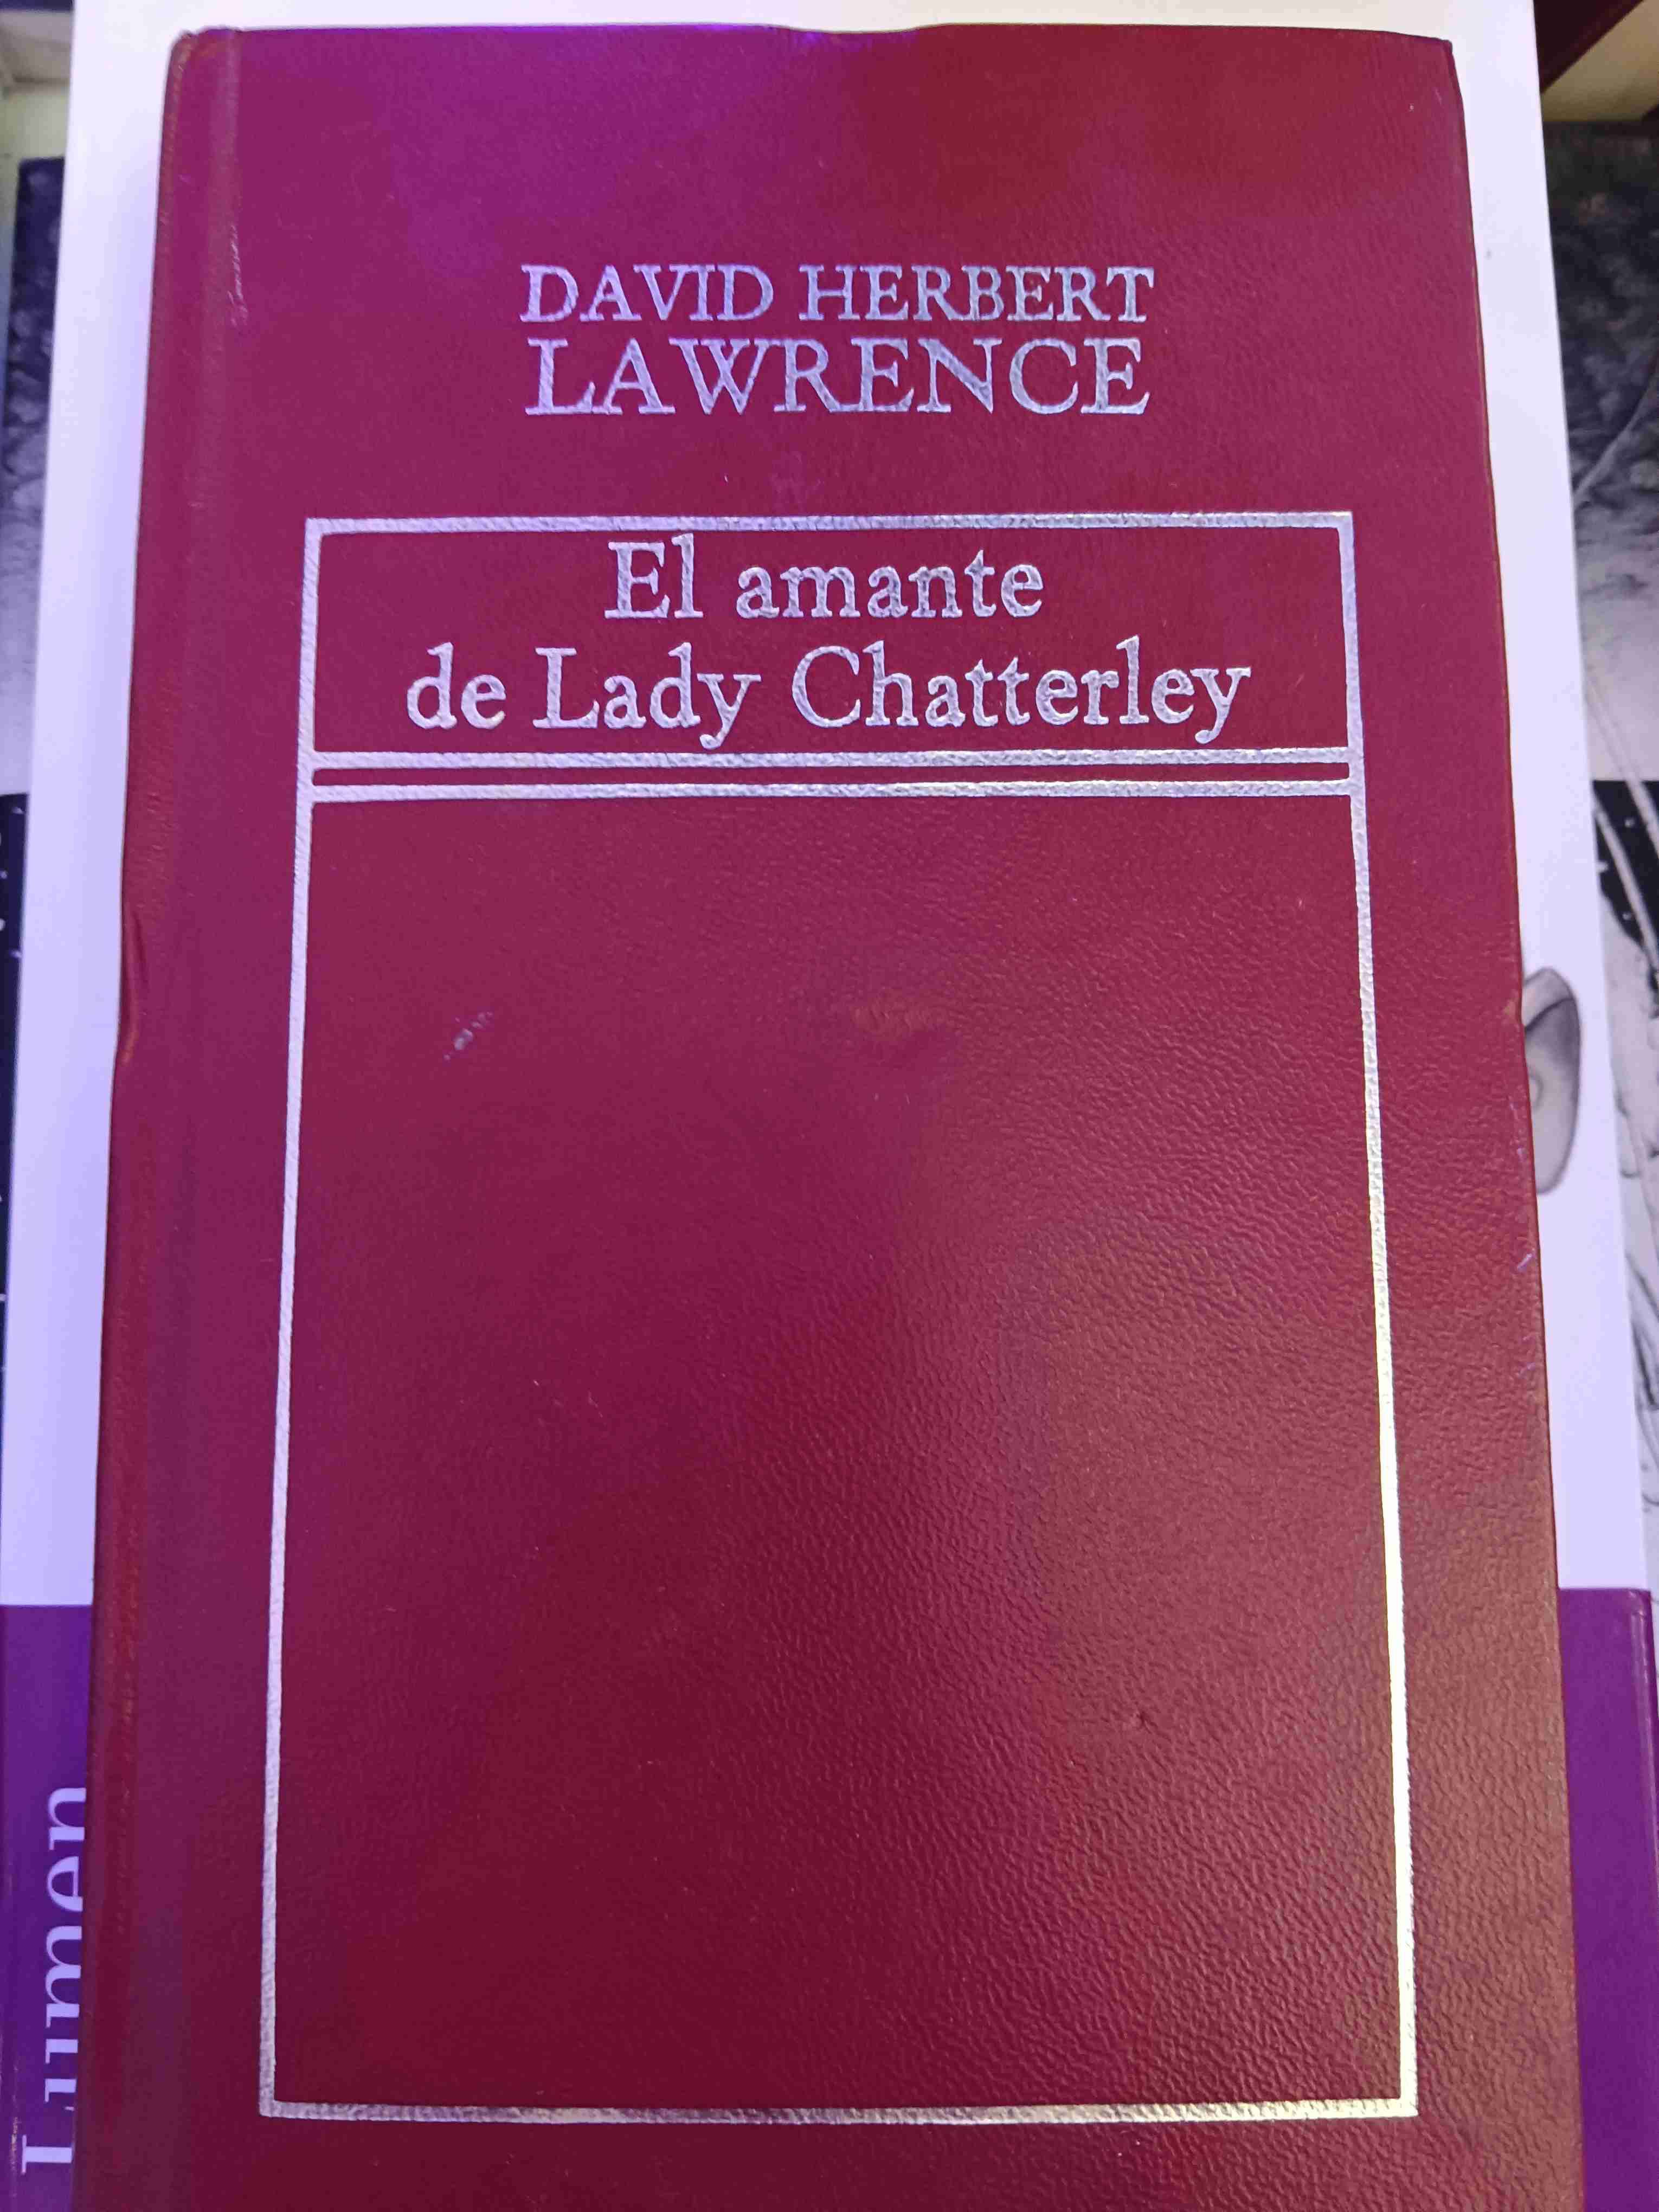 DAVID HERBERT
LAWRENCE
El amante
de Lady Chatterley
Lumen